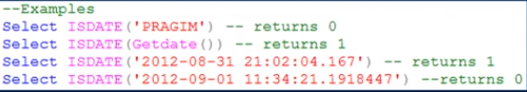 --Examples
Select ISDATE('PRAGIM') -- returns 0
Select ISDATE(Getdate()) -- returns 1
Select ISDATE('2012-08-31 21:02:04.167') -- returns 1
Select ISDATE('2012-09-01 11:34:21.1918447') --returns 0